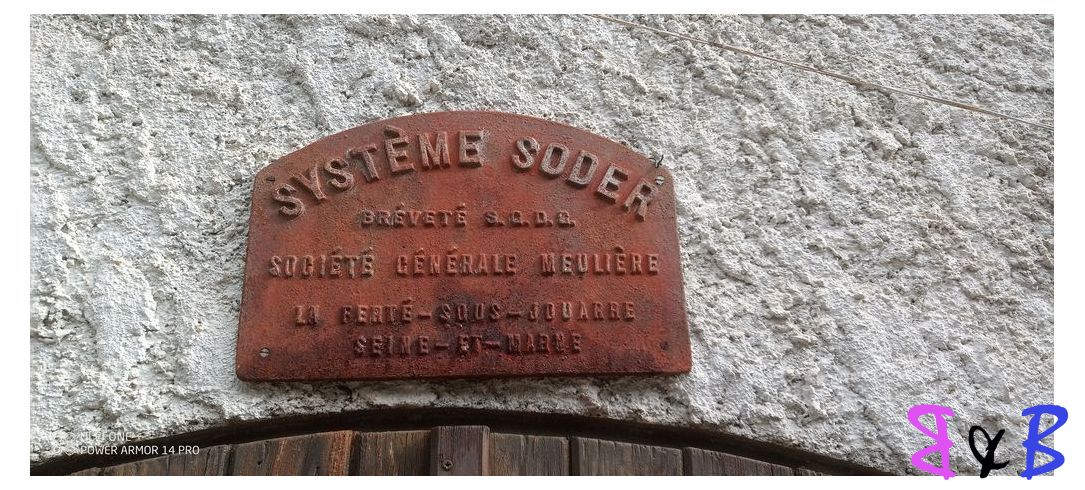 SYSTÈME SODER
BRÉVETÉ S.G.D.G.
SOCIÉTÉ GÉNÉRALE MEULIÈRE
LA FERTÉ-SOUS-JOUARRE
SEINE-ET-MARNE
ULEFONE
POWER ARMOR 14 PRO
B & B